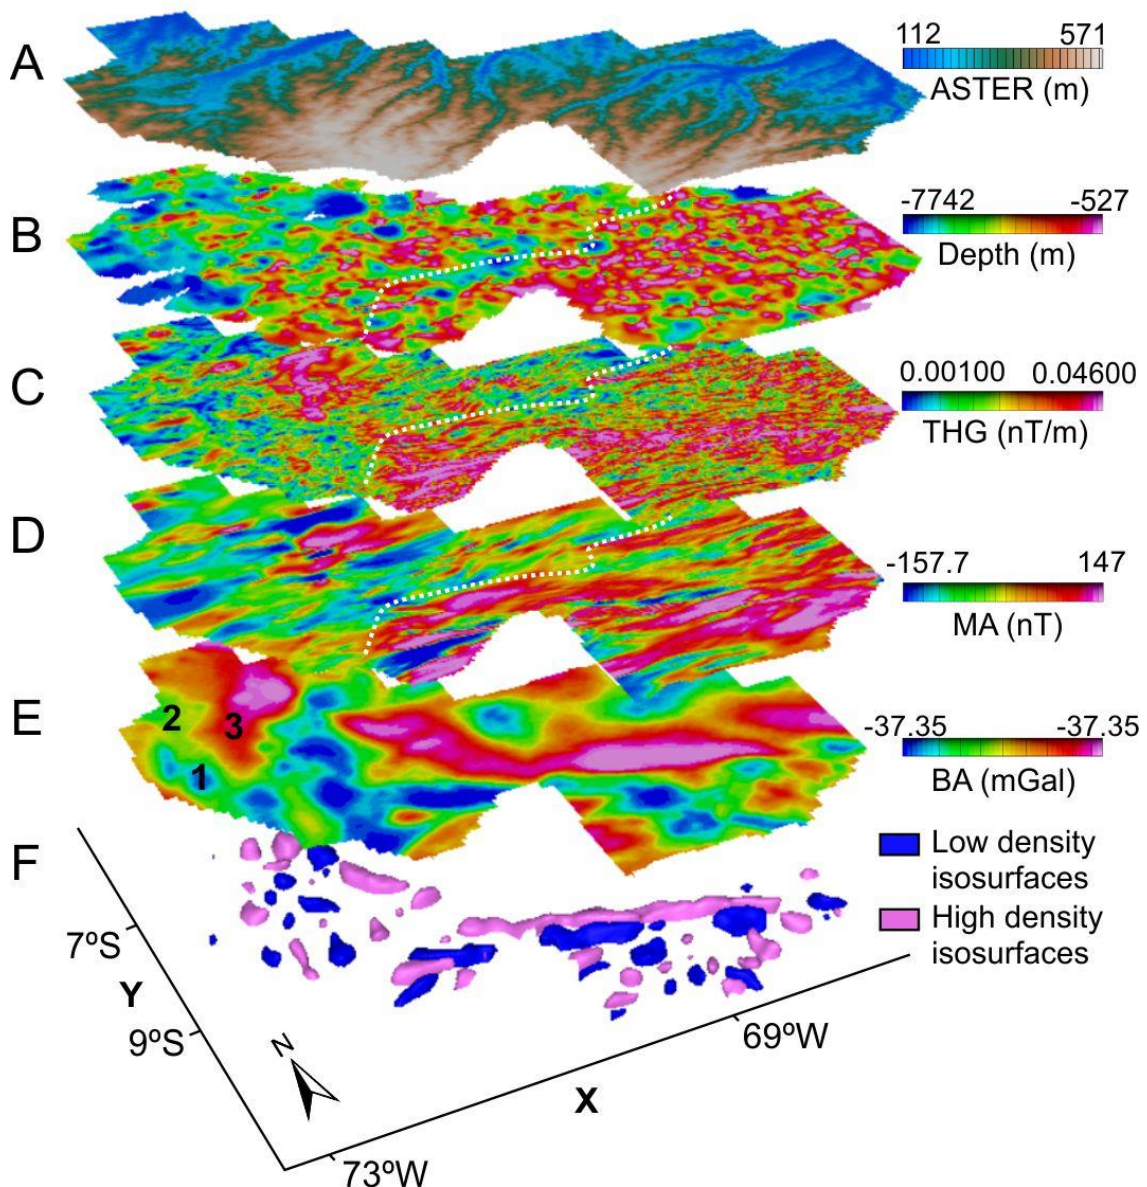 A
112 571
ASTER (m)
B
-7742 -527
Depth (m)
C
0.00100 0.04600
THG (nT/m)
D
-157.7 147
MA (nT)
E
2
3
1
-37.35 -37.35
BA (mGal)
F
Low density
isosurfaces
High density
isosurfaces
7ºS
Y
9ºS
N
69ºW
X
73ºW